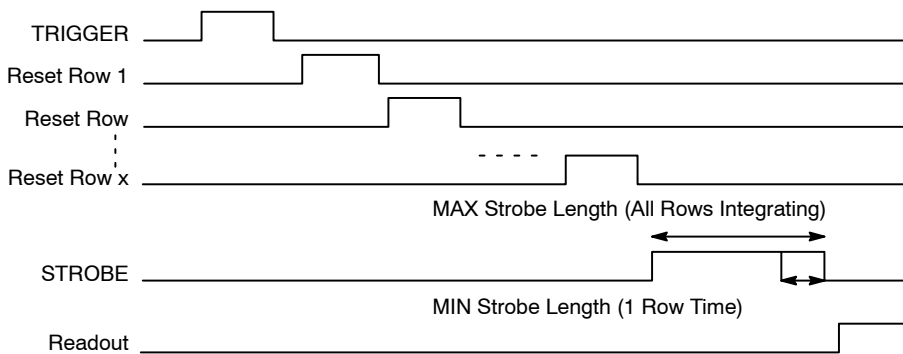 TRIGGER
Reset Row 1
Reset Row
Reset Row x
MAX Strobe Length (All Rows Integrating)
STROBE
MIN Strobe Length (1 Row Time)
Readout